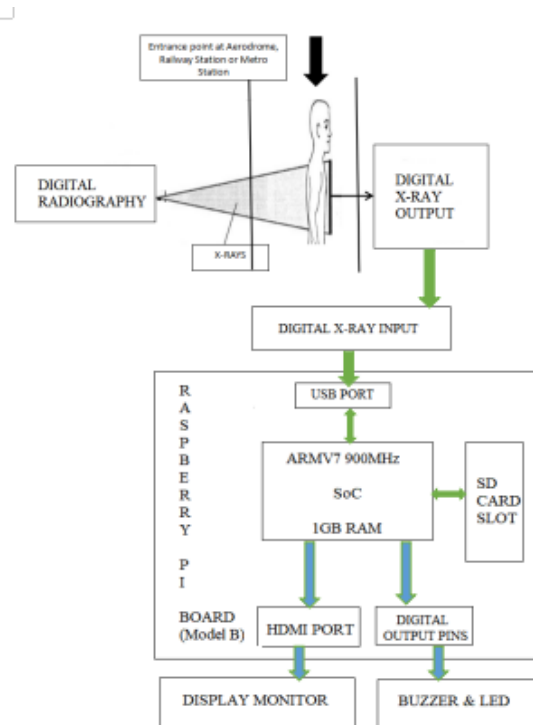 Entrance point at Aerodrome,
Railway Station or Metro
Station
DIGITAL
RADIOGRAPHY
X-RAYS
DIGITAL
X-RAY
OUTPUT
DIGITAL X-RAY INPUT
RASPBERRY
PI
BOARD
(Model B)
USB PORT
ARMV7 900MHz
SoC
1GB RAM
SD
CARD
SLOT
HDMI PORT
DIGITAL
OUTPUT PINS
DISPLAY MONITOR
BUZZER & LED